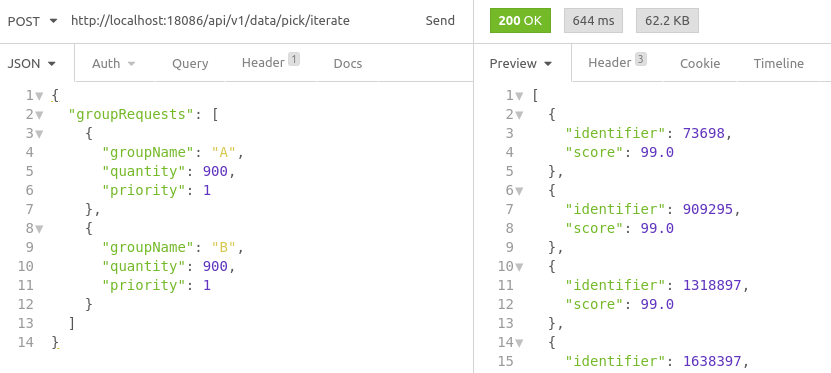 POST http://localhost:18086/api/v1/data/pick/iterate Send
JSON Auth Query Header 1 Docs
1 {
2 "groupRequests": [
3 {
4 "groupName": "A",
5 "quantity": 900,
6 "priority": 1
7 },
8 {
9 "groupName": "B",
10 "quantity": 900,
11 "priority": 1
12 }
13 ]
14 }
200 OK 644 ms 62.2 KB
Preview Header 3 Cookie Timeline
1 [
2 {
3 "identifier": 73698,
4 "score": 99.0
5 },
6 {
7 "identifier": 909295,
8 "score": 99.0
9 },
10 {
11 "identifier": 1318897,
12 "score": 99.0
13 },
14 {
15 "identifier": 1638397,